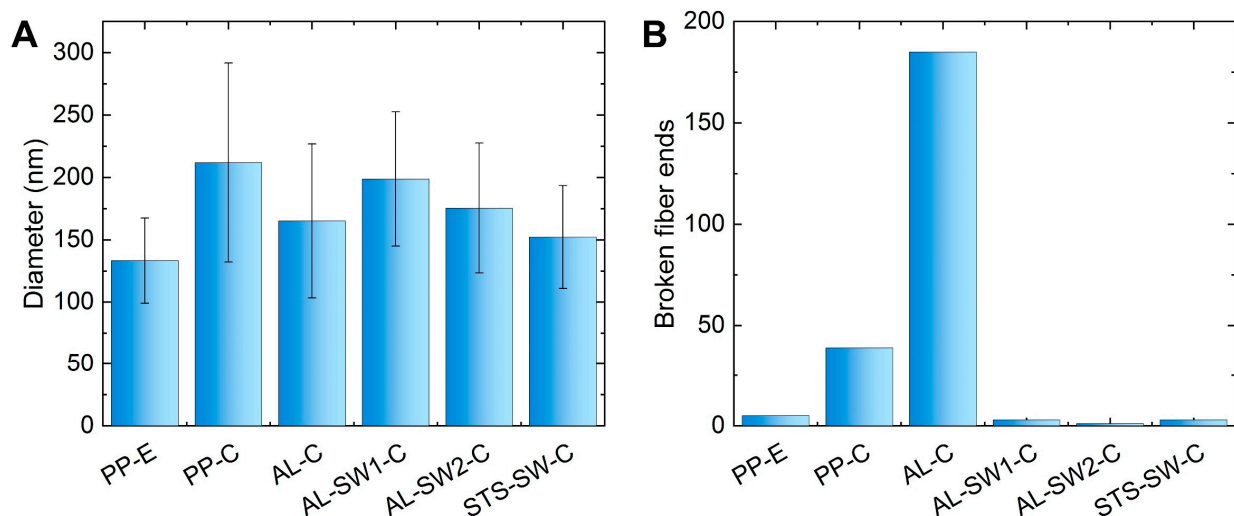 A
Diameter (nm)
300
250
200
150
100
50
0
PP-E
PP-C
AL-C
AL-SW1-C
AL-SW2-C
STS-SW-C
B
Broken fiber ends
200
150
100
50
0
PP-E
PP-C
AL-C
AL-SW1-C
AL-SW2-C
STS-SW-C